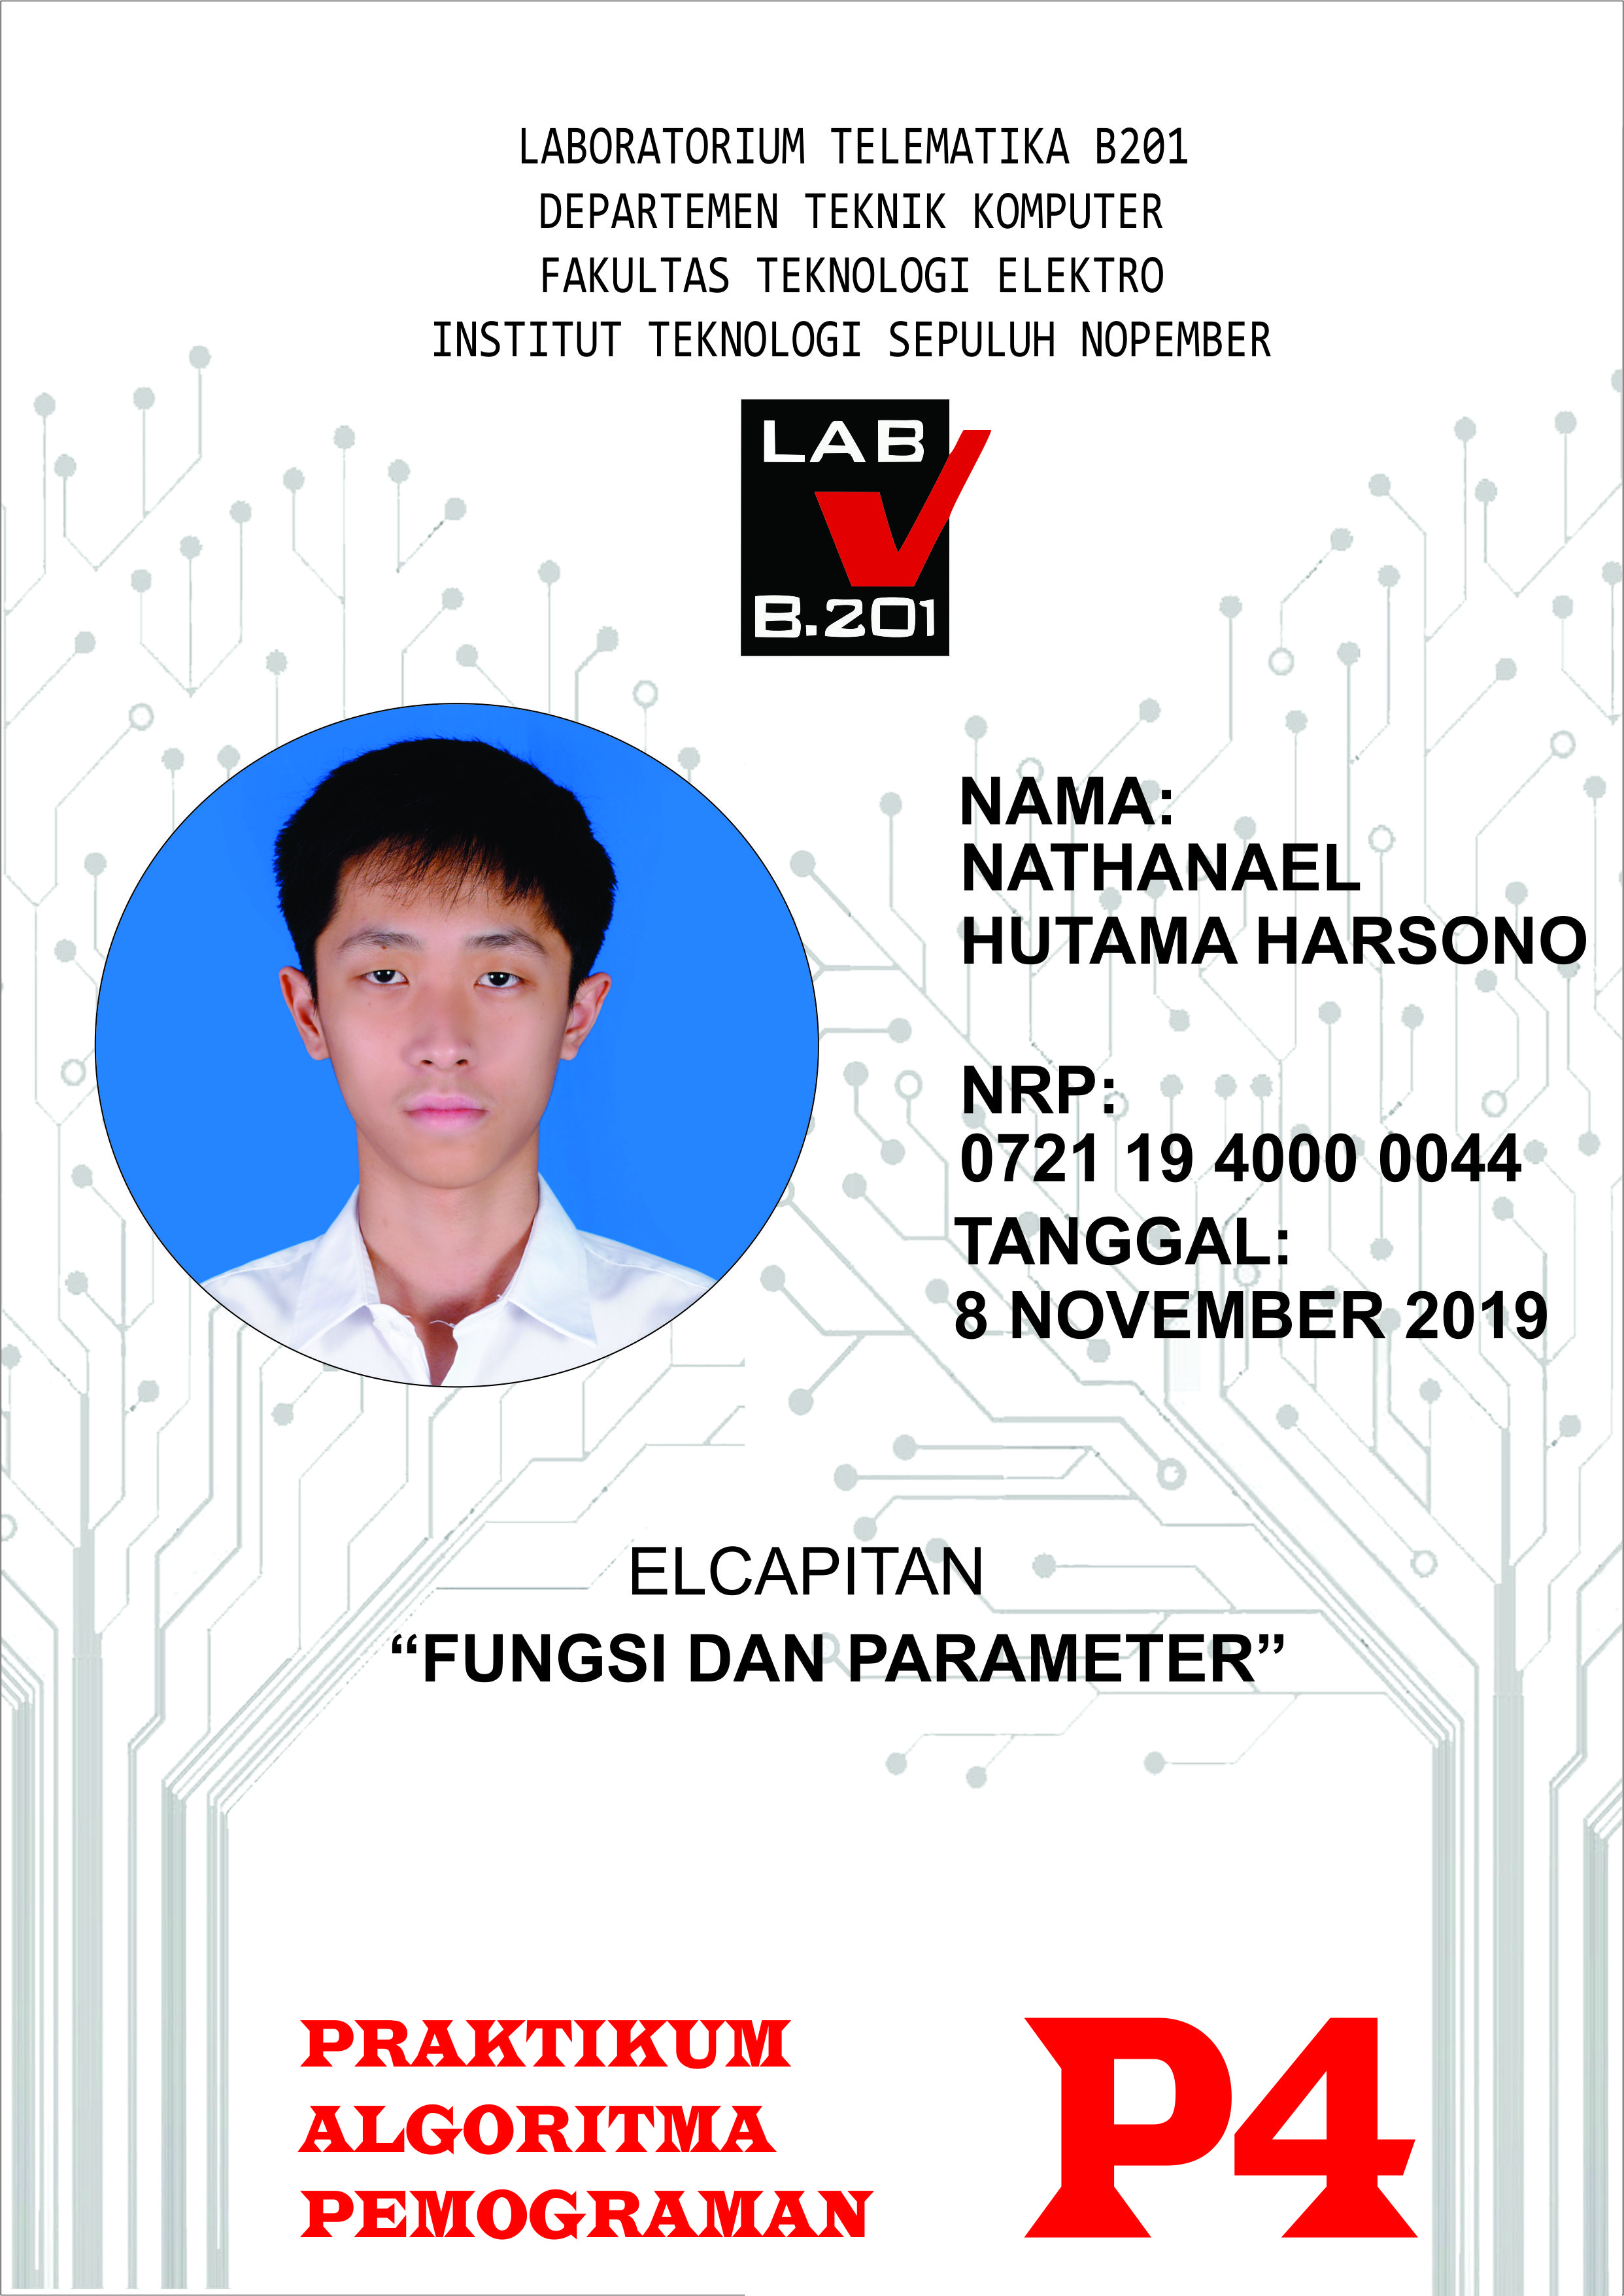 LABORATORIUM TELEMATIKA B201
DEPARTEMEN TEKNIK KOMPUTER
FAKULTAS TEKNOLOGI ELEKTRO
INSTITUT TEKNOLOGI SEPULUH NOPEMBER
LAB
B.201
NAMA:
NATHANAEL
HUTAMA HARSONO
NRP:
0721 19 4000 0044
TANGGAL:
8 NOVEMBER 2019
ELCAPITAN
“FUNGSI DAN PARAMETER”
PRAKTIKUM
ALGORITMA
PEMOGRAMAN
P4